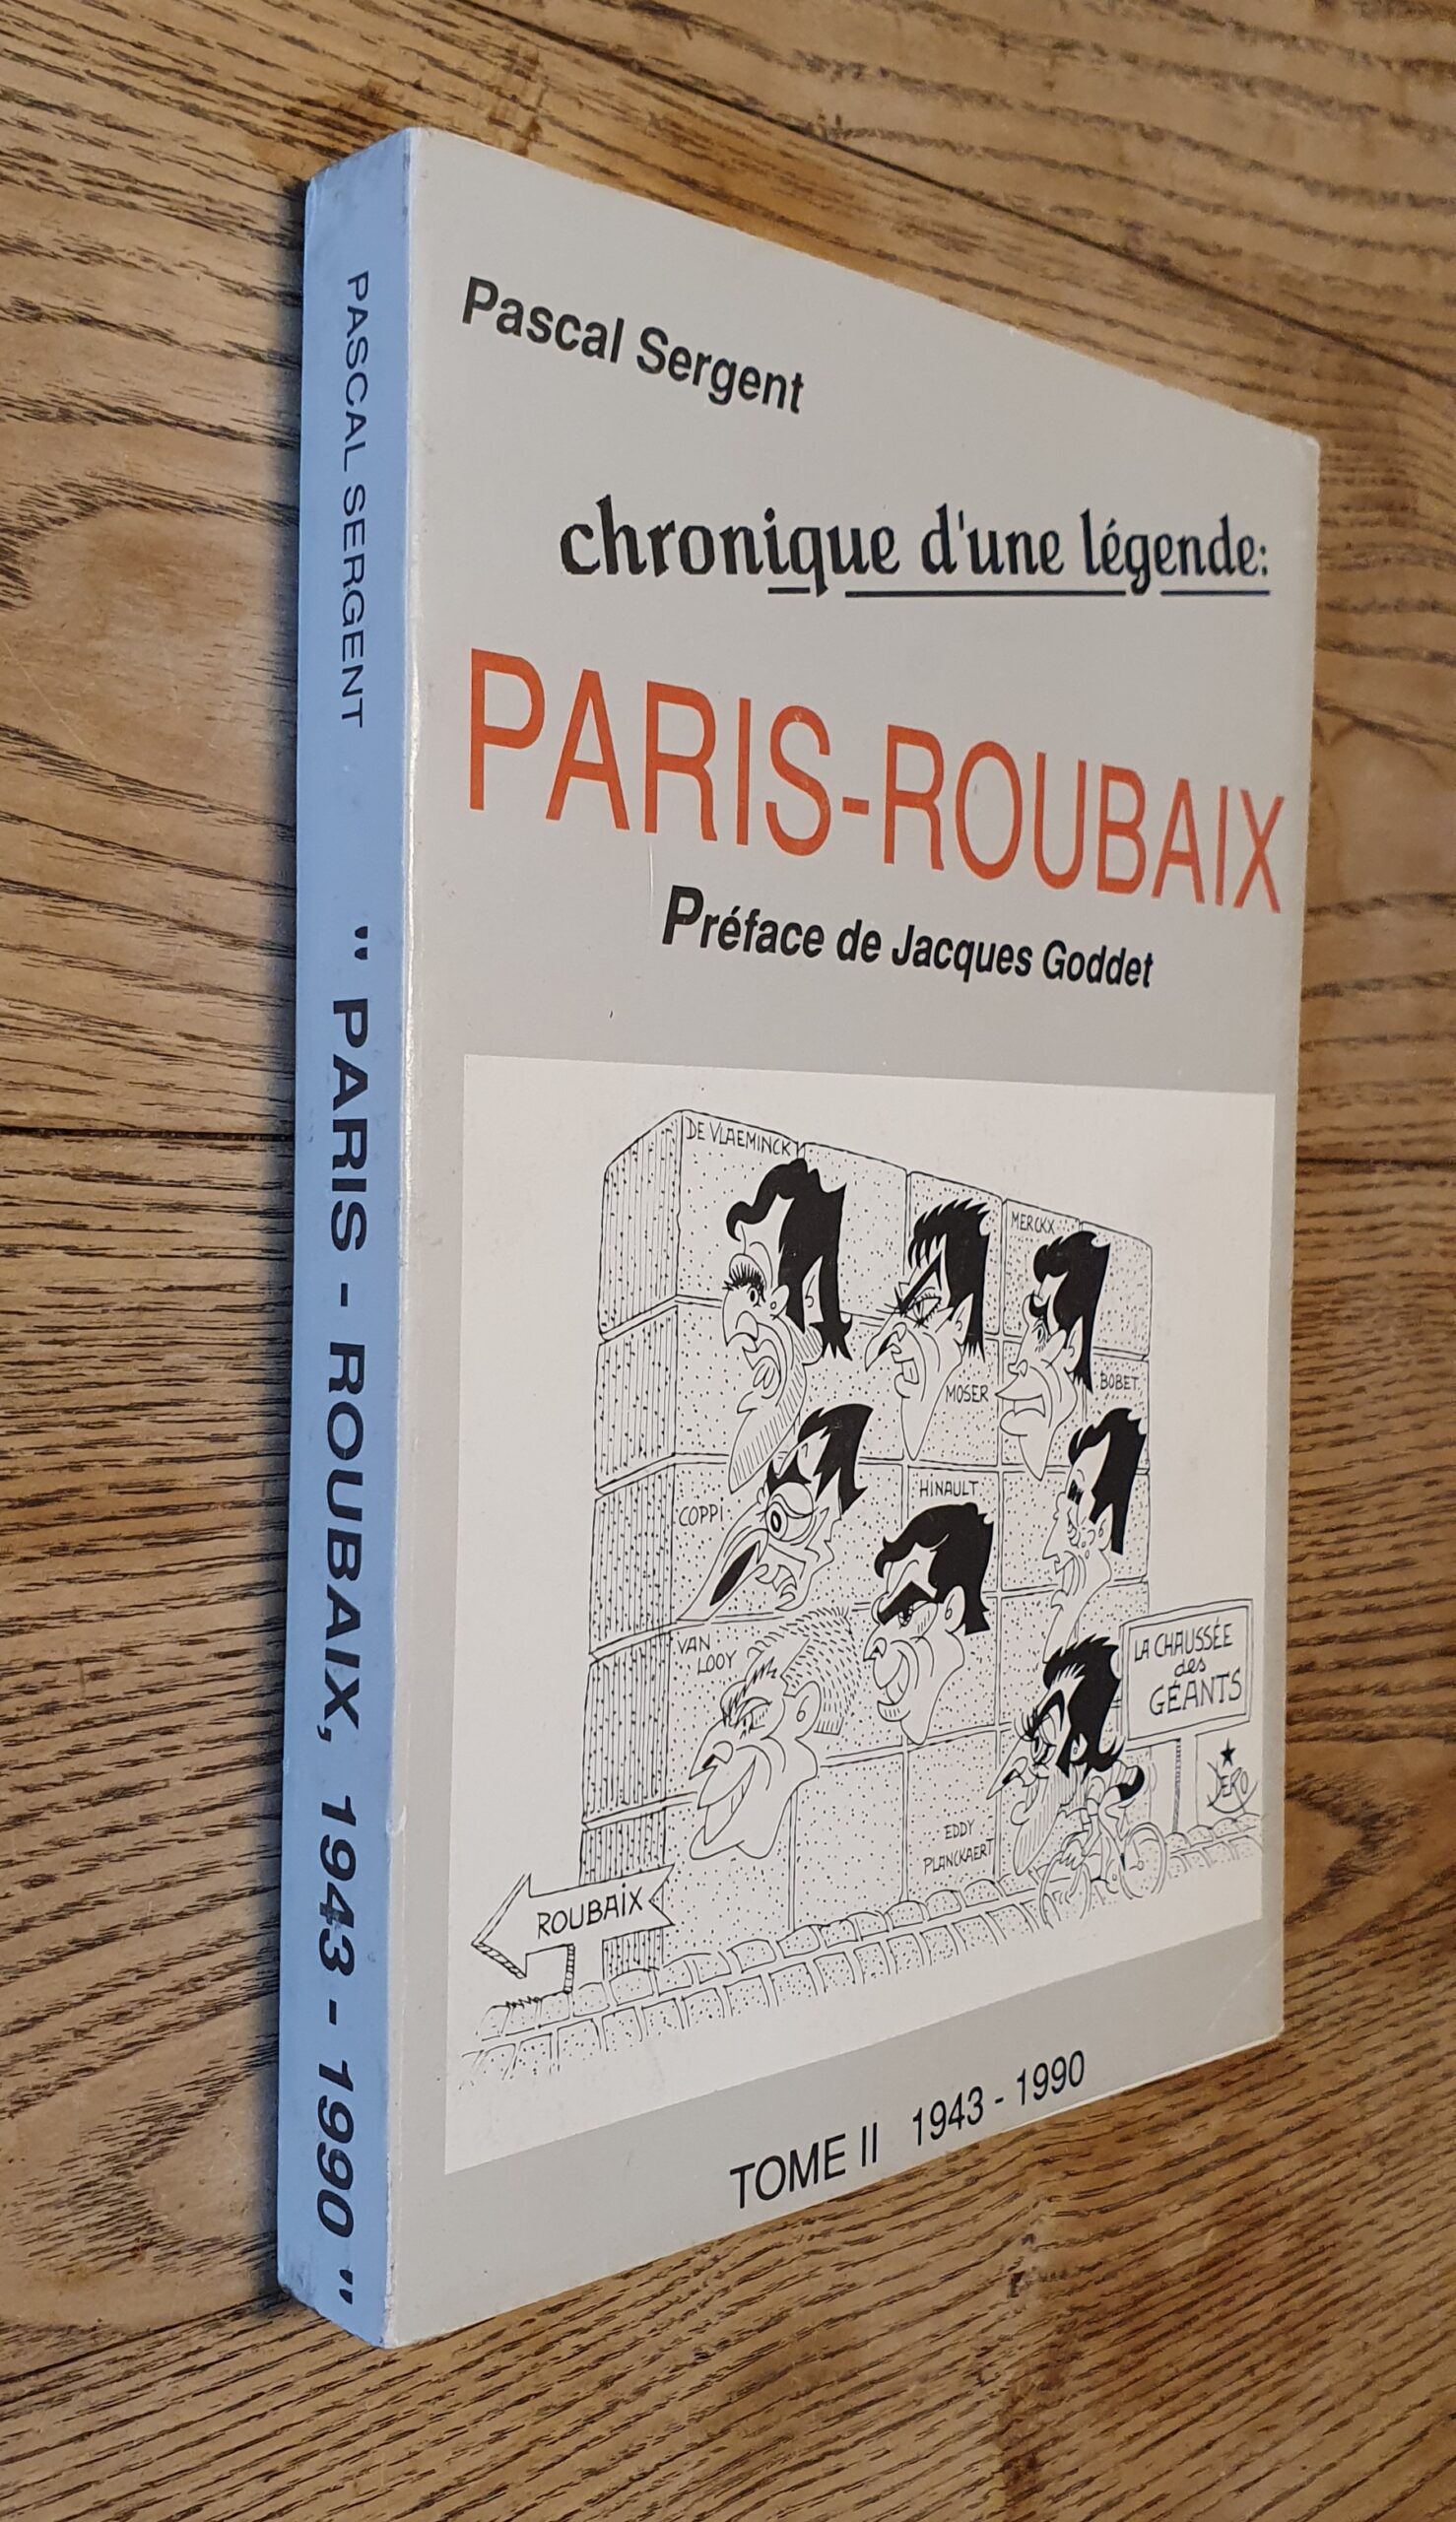 PASCAL SERGENT " PARIS - ROUBAIX, 1943 - 1990 "
Pascal Sergent
chronique d'une légende:
PARIS-ROUBAIX
Préface de Jacques Goddet
DE VLAEMINCK
MERCKX
MOSER
BOBET
COPPI
HINAULT
VAN
LOOY
LA CHAUSSÉE
des
GÉANTS
DERO
EDDY
PLANCKAERT
ROUBAIX
TOME II 1943 - 1990